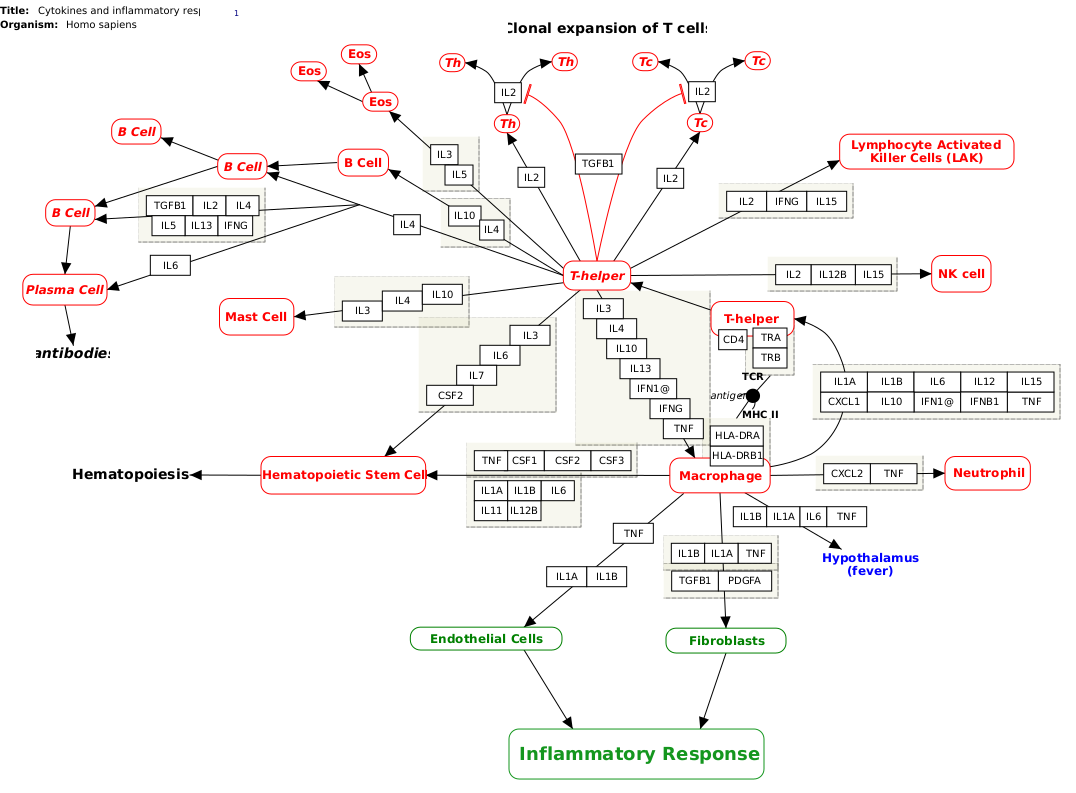 Title: Cytokines and inflammatory resp
1
Organism: Homo sapiens
Clonal expansion of T cells
Eos
Eos
Eos
Th
Th
Tc
Tc
IL2
IL2
Th
Tc
B Cell
B Cell
B Cell
B Cell
Plasma Cell
antibodies
TGFB1 IL2 IL4
IL5 IL13 IFNG
IL6
IL4
IL3
IL5
IL10
IL4
IL2
TGFB1
IL2
Lymphocyte Activated
Killer Cells (LAK)
IL2 IFNG IL15
T-helper
IL2 IL12B IL15
NK cell
Mast Cell
IL3
IL4
IL10
IL3
IL6
IL7
CSF2
IL3
IL4
IL10
IL13
IFN1@
IFNG
TNF
T-helper
CD4
TRA
TRB
TCR
antigen
MHC II
HLA-DRA
HLA-DRB1
IL1A IL1B IL6 IL12 IL15
CXCL1 IL10 IFN1@ IFNB1 TNF
Hematopoiesis
Hematopoietic Stem Cell
TNF CSF1 CSF2 CSF3
IL1A IL1B IL6
IL11 IL12B
Macrophage
CXCL2 TNF
Neutrophil
IL1B IL1A IL6 TNF
Hypothalamus
(fever)
TNF
IL1A IL1B
IL1B IL1A TNF
TGFB1 PDGFA
Endothelial Cells
Fibroblasts
Inflammatory Response